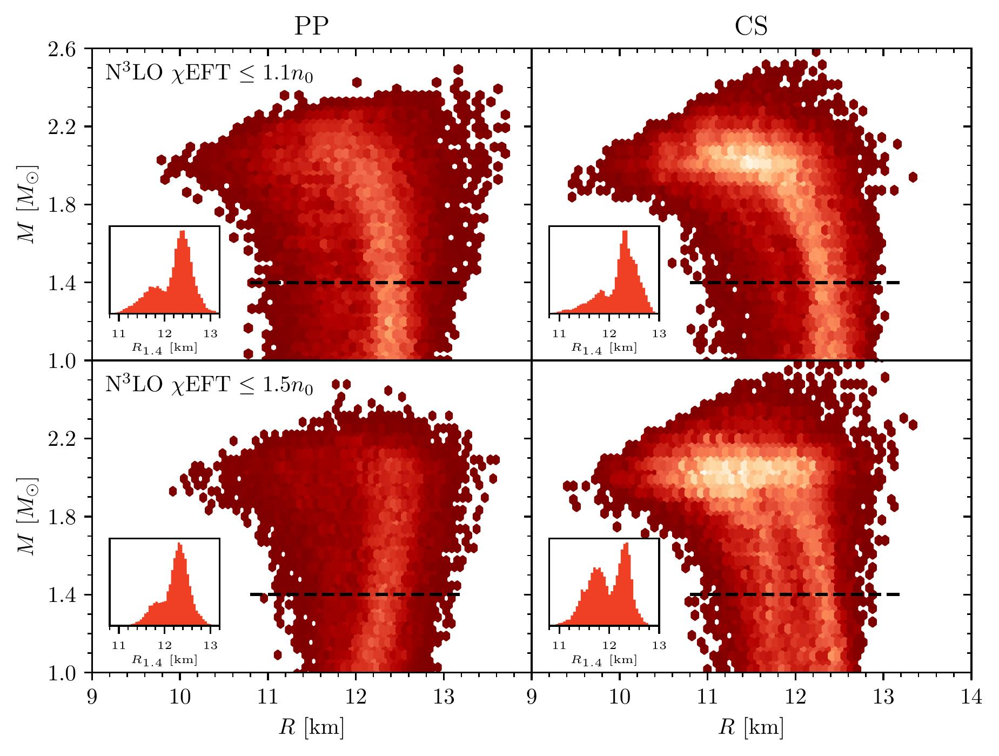 PP CS
2.6
N³LO χEFT ≤ 1.1n₀
2.2
M [M⊙]
1.8
1.4
11 12 13 11 12 13
R₁.₄ [km] R₁.₄ [km]
1.0
N³LO χEFT ≤ 1.5n₀
2.2
M [M⊙]
1.8
1.4
11 12 13 11 12 13
R₁.₄ [km] R₁.₄ [km]
1.0
9 10 11 12 13 9 10 11 12 13 14
R [km] R [km]